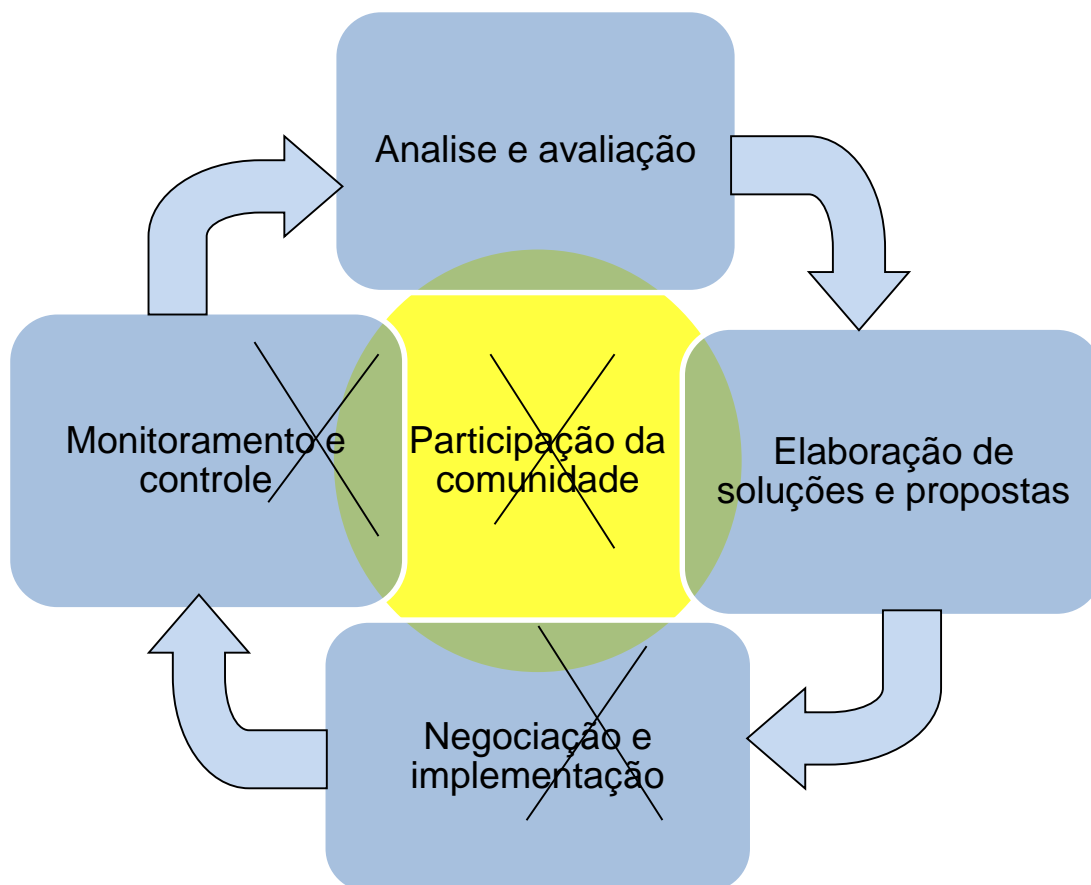 Analise e avaliação
Monitoramento e
controle
Participação da
comunidade
Elaboração de
soluções e propostas
Negociação e
implementação